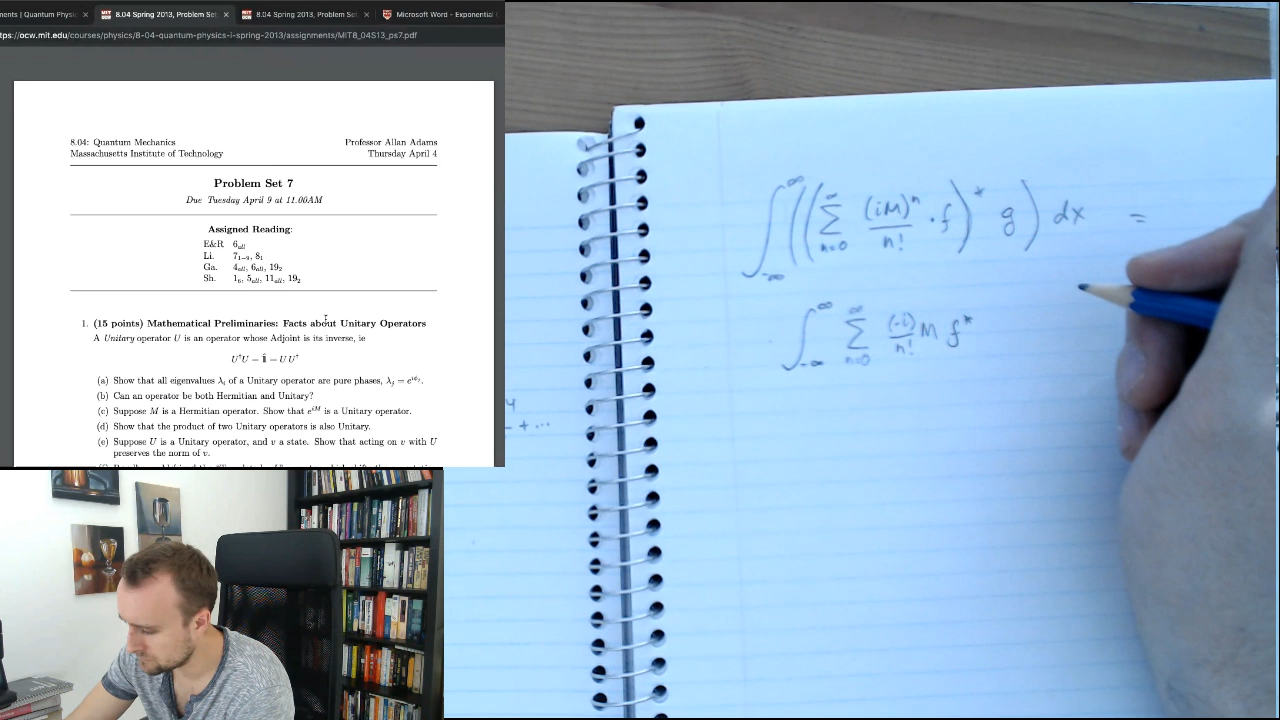 ments | Quantum Physic
8.04 Spring 2013, Problem Set
8.04 Spring 2013, Problem Set
Microsoft Word - Exponential
tps://ocw.mit.edu/courses/physics/8-04-quantum-physics-i-spring-2013/assignments/MIT8_04S13_ps7.pdf
8.04: Quantum Mechanics Professor Allan Adams
Massachusetts Institute of Technology Thursday April 4
Problem Set 7
Due Tuesday April 9 at 11.00AM
Assigned Reading:
E&R 6all
Li. 7₁₋₉, 8₁
Ga. 4all, 6all, 19₂
Sh. 1₆, 5all, 11all, 19₂
1. (15 points) Mathematical Preliminaries: Facts about Unitary Operators
A Unitary operator U is an operator whose Adjoint is its inverse, ie
U†U = 𝟙̂ = UU†
(a) Show that all eigenvalues λᵢ of a Unitary operator are pure phases,
(b) Can an operator be both Hermitian and Unitary?
(c) Suppose M is a Hermitian operator. Show that e^{iM} is a Unitary operator.
(d) Show that the product of two Unitary operators is also Unitary.
(e) Suppose U is a Unitary operator, and v a state. Show that acting on v with U
preserves the norm of v.
∫_{-∞}^{∞} ((∑_{n=0}^{∞} (iM)^n / n! · f)* g) dx =
∫_{-∞}^{∞} ∑_{n=0}^{∞} (-i)/n! M f*
+ ...